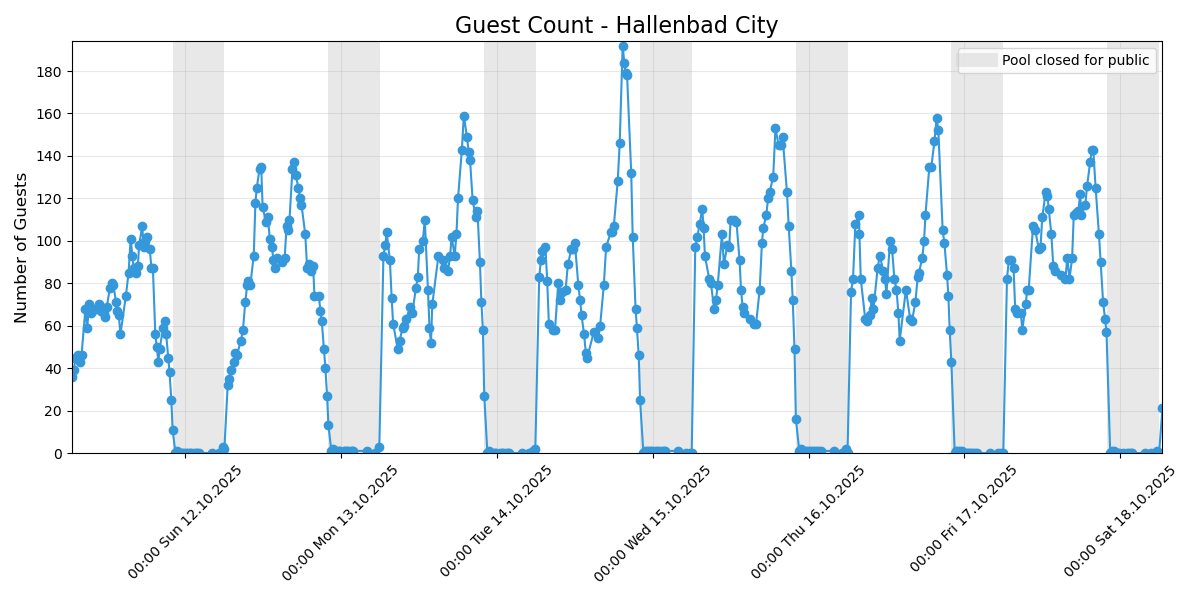 Guest Count - Hallenbad City
Pool closed for public
Number of Guests
180
160
140
120
100
80
60
40
20
0
00:00 Sun 12.10.2025
00:00 Mon 13.10.2025
00:00 Tue 14.10.2025
00:00 Wed 15.10.2025
00:00 Thu 16.10.2025
00:00 Fri 17.10.2025
00:00 Sat 18.10.2025